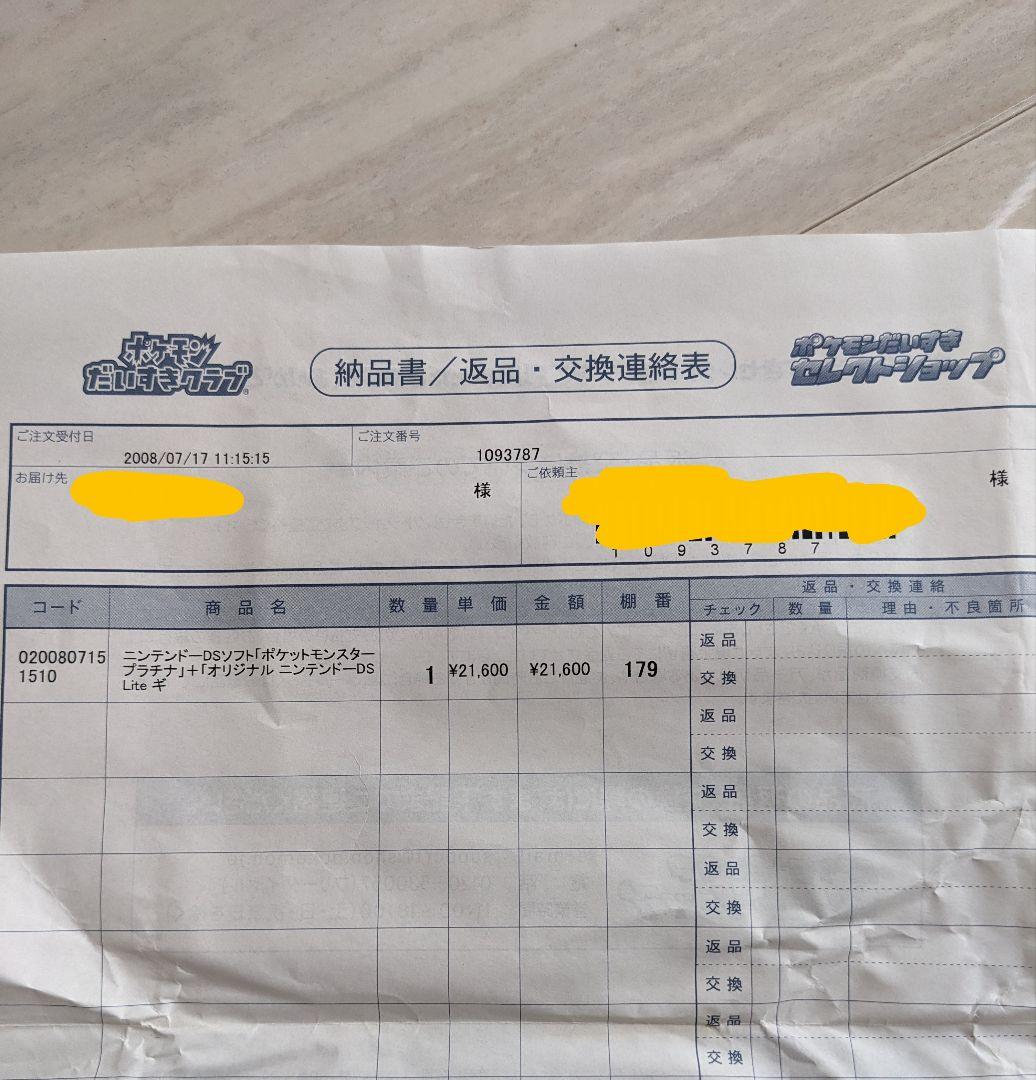 ポケモン
だいすきクラブ®
納品書/返品・交換連絡表
ポケモンだいすき
セレクトショップ
ご注文受付日
2008/07/17 11:15:15
ご注文番号
1093787
お届け先
様
ご依頼主
様
1 0 9 3 7 8 7
コード 商品名 数量 単価 金額 棚番 返品・交換連絡
チェック 数量 理由・不良箇所
020080715
1510
ニンテンドーDSソフト「ポケットモンスター
プラチナ」+「オリジナル ニンテンドーDS
Lite ギ
1 ¥21,600 ¥21,600 179
返品
交換
返品
交換
返品
交換
返品
交換
返品
交換
返品
交換